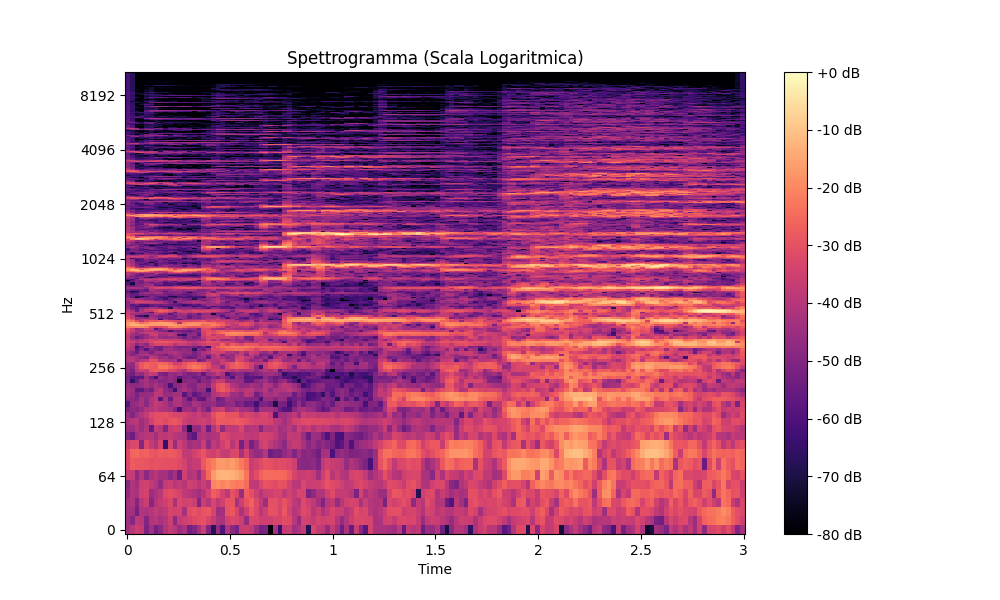 Spettrogramma (Scala Logaritmica)
Hz
8192
4096
2048
1024
512
256
128
64
0
0
0.5
1
1.5
2
2.5
3
Time
+0 dB
-10 dB
-20 dB
-30 dB
-40 dB
-50 dB
-60 dB
-70 dB
-80 dB